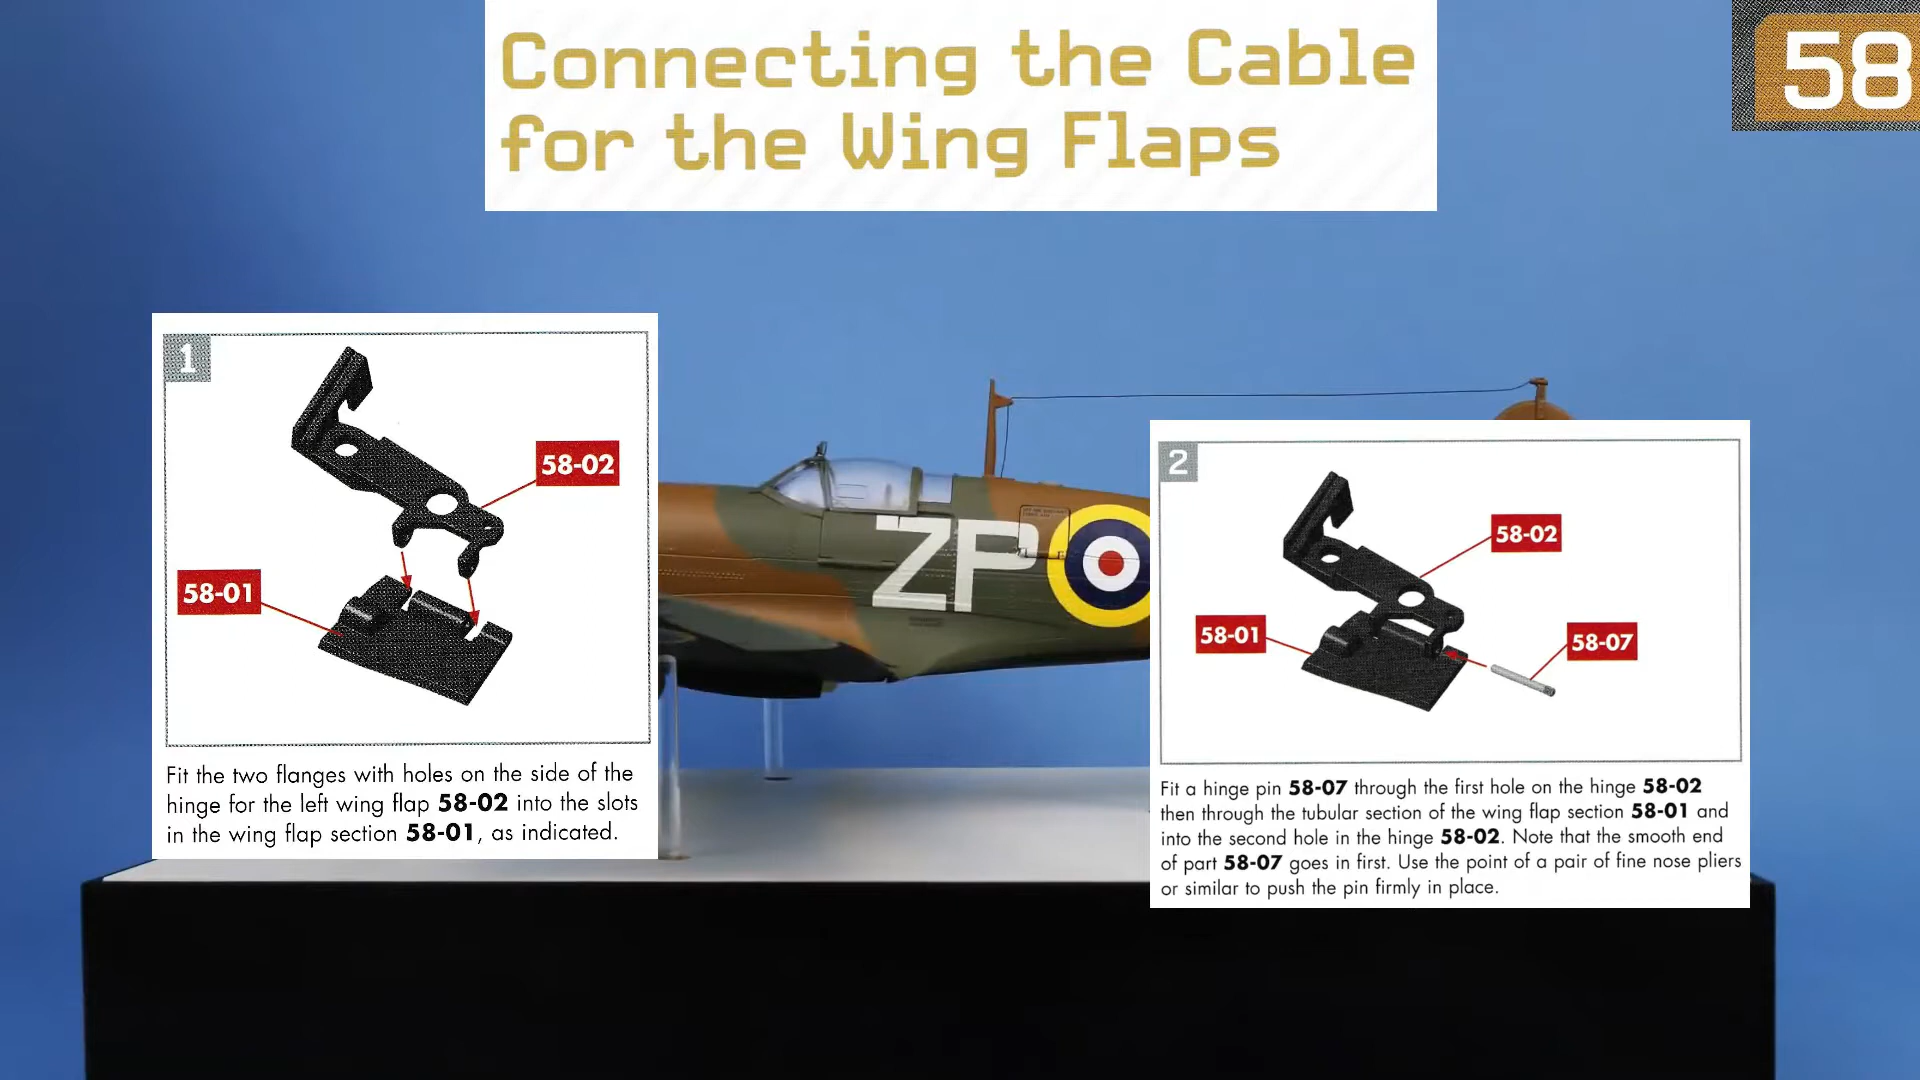 Connecting the Cable
for the Wing Flaps
58
1
58-02
58-01
Fit the two flanges with holes on the side of the
hinge for the left wing flap 58-02 into the slots
in the wing flap section 58-01, as indicated.
ZP
2
58-02
58-01
58-07
Fit a hinge pin 58-07 through the first hole on the hinge 58-02
then through the tubular section of the wing flap section 58-01 and
into the second hole in the hinge 58-02. Note that the smooth end
of part 58-07 goes in first. Use the point of a pair of fine nose pliers
or similar to push the pin firmly in place.